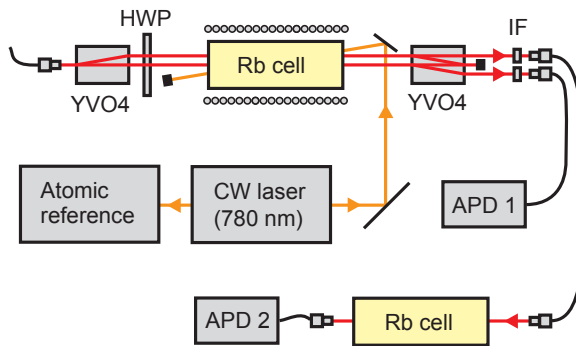 HWP
IF
Rb cell
YVO4
YVO4
Atomic
reference
CW laser
(780 nm)
APD 1
APD 2
Rb cell